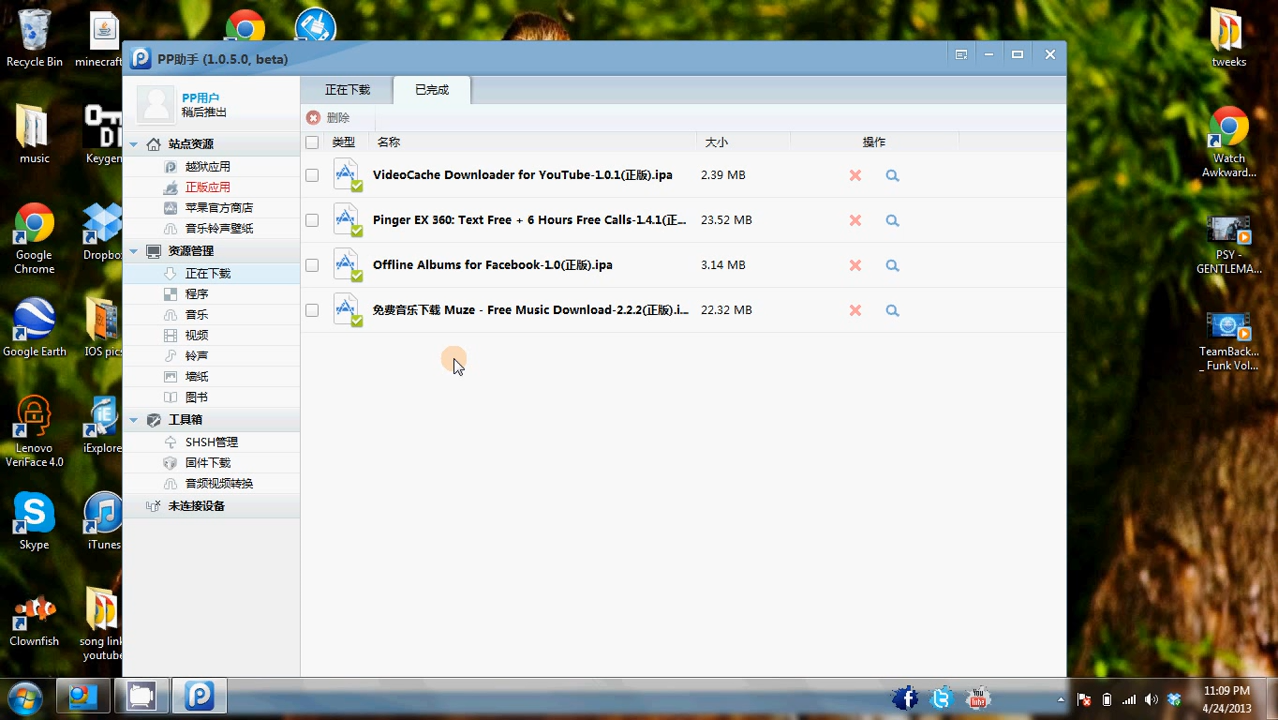 Recycle Bin
minecraft
music
Keygen
Google Chrome
Dropbo
Google Earth
IOS pics
Lenovo VeriFace 4.0
iExplore
Skype
iTunes
Clownfish
song link youtube
PP助手 (1.0.5.0, beta)
PP用户
稍后推出
站点资源
越狱应用
正版应用
苹果官方商店
音乐铃声壁纸
资源管理
正在下载
程序
音乐
视频
铃声
墙纸
图书
工具箱
SHSH管理
固件下载
音频视频转换
未连接设备
正在下载
已完成
删除
类型 名称 大小 操作
VideoCache Downloader for YouTube-1.0.1(正版).ipa 2.39 MB
Pinger EX 360: Text Free + 6 Hours Free Calls-1.4.1(正... 23.52 MB
Offline Albums for Facebook-1.0(正版).ipa 3.14 MB
免费音乐下载 Muze - Free Music Download-2.2.2(正版).i... 22.32 MB
tweeks
Watch Awkward...
PSY - GENTLEMA...
TeamBack... _ Funk Vol...
You Tube
11:09 PM
4/24/2013